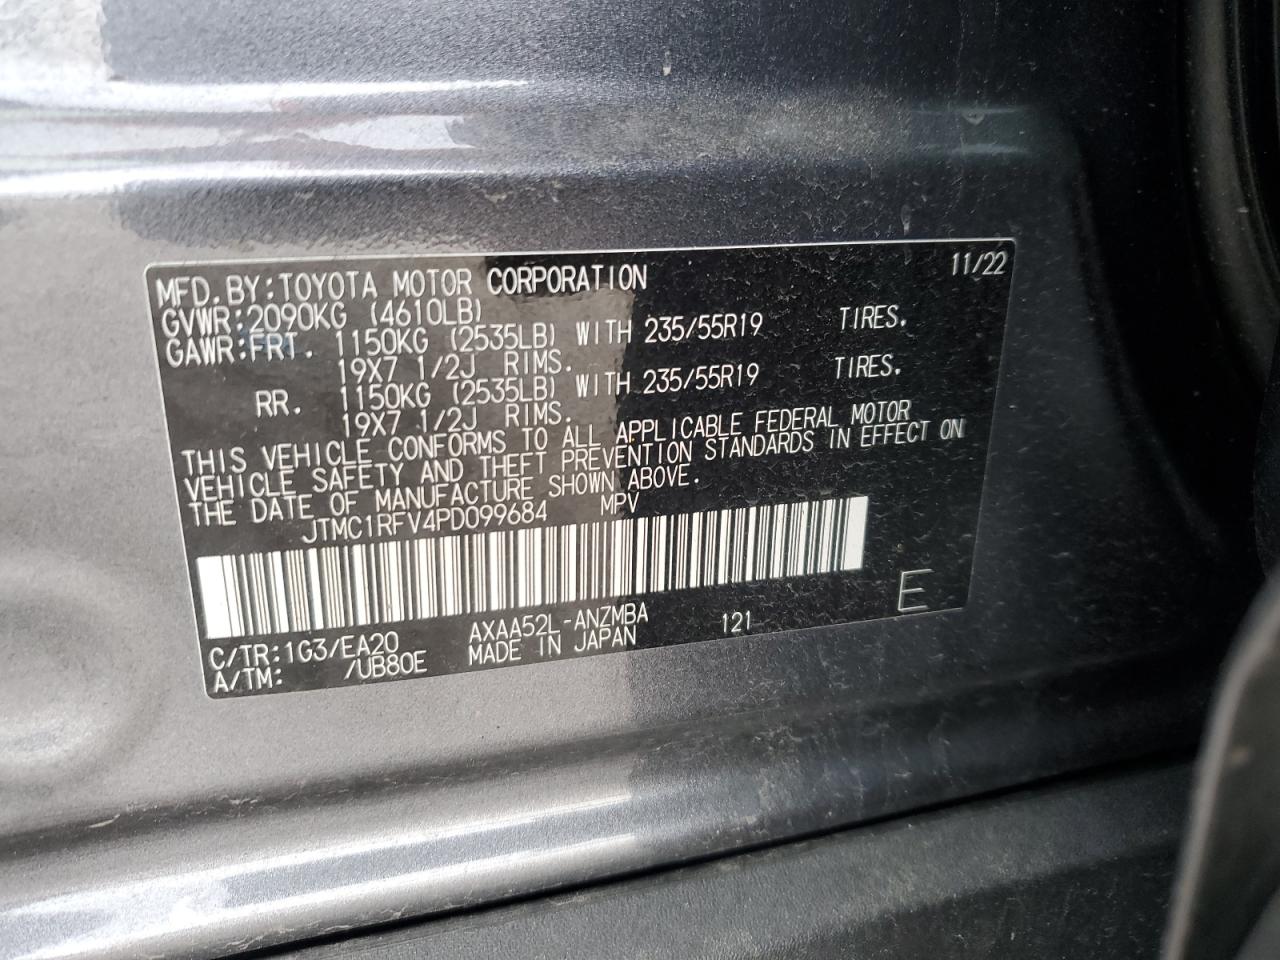 11/22
MFD.BY:TOYOTA MOTOR CORPORATION
GVWR:2090KG (4610LB)
GAWR:FRT. 1150KG (2535LB) WITH 235/55R19 TIRES.
19X7 1/2J RIMS.
RR. 1150KG (2535LB) WITH 235/55R19 TIRES.
19X7 1/2J RIMS.
THIS VEHICLE CONFORMS TO ALL APPLICABLE FEDERAL MOTOR
VEHICLE SAFETY AND THEFT PREVENTION STANDARDS IN EFFECT ON
THE DATE OF MANUFACTURE SHOWN ABOVE.
JTMC1RFV4PD099684 MPV
E
C/TR:1G3/EA20 AXAA52L-ANZMBA 121
A/TM: /UB80E MADE IN JAPAN